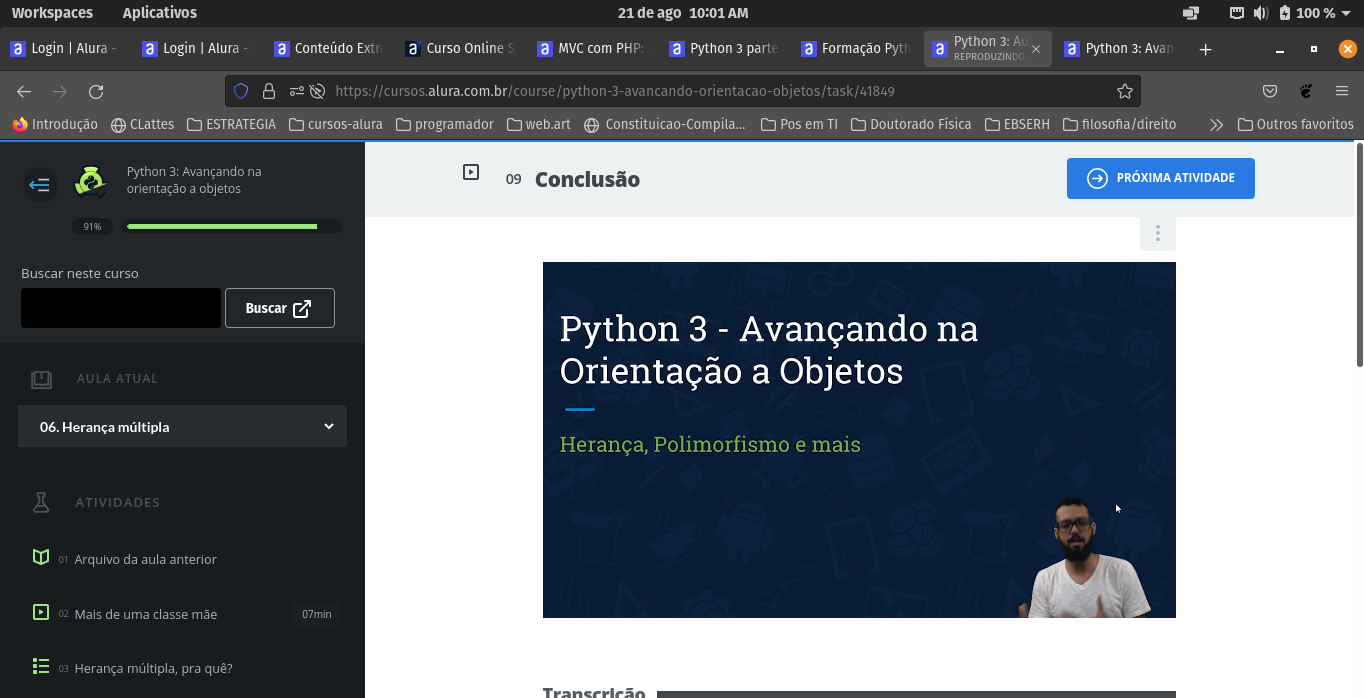 Workspaces Aplicativos 21 de ago 10:01 AM 100 %
Login | Alura - Login | Alura - Conteúdo Extra Curso Online S MVC com PHP: Python 3 parte Formação Pyth Python 3: Au Python 3: Avan
REPRODUZINDO
https://cursos.alura.com.br/course/python-3-avancando-orientacao-objetos/task/41849
Introdução CLattes ESTRATEGIA cursos-alura programador web.art Constituicao-Compila... Pos em TI Doutorado Física EBSERH filosofia/direito Outros favoritos
Python 3: Avançando na
orientação a objetos
91%
Buscar neste curso
Buscar
AULA ATUAL
06. Herança múltipla
ATIVIDADES
01 Arquivo da aula anterior
02 Mais de uma classe mãe 07min
03 Herança múltipla, pra quê?
09 Conclusão
PRÓXIMA ATIVIDADE
Python 3 - Avançando na
Orientação a Objetos
Herança, Polimorfismo e mais
Transcrição